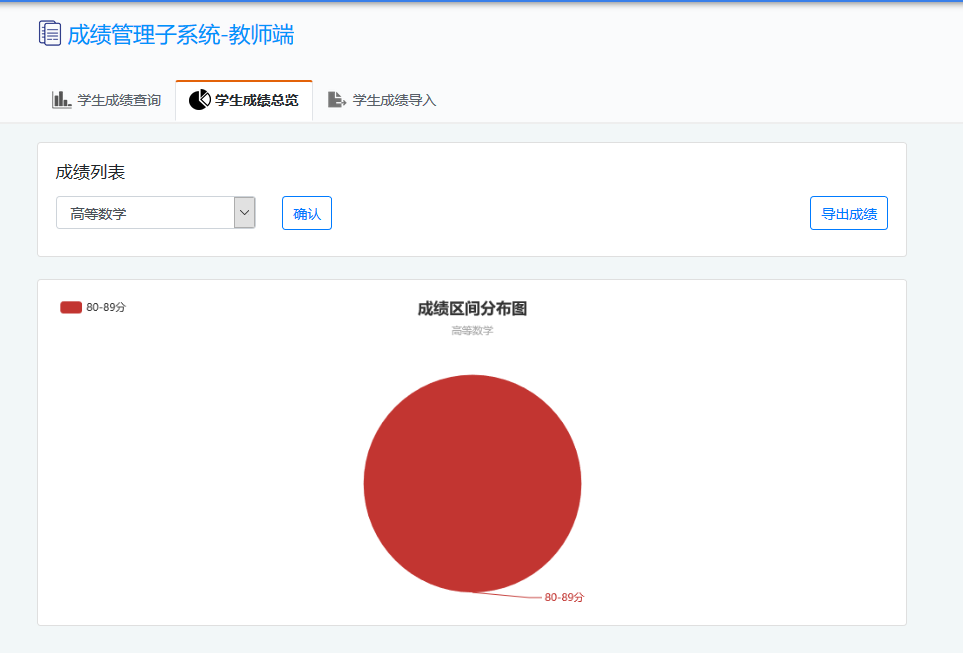 成绩管理子系统-教师端
学生成绩查询 学生成绩总览 学生成绩导入
成绩列表
高等数学 确认 导出成绩
80-89分
成绩区间分布图
高等数学
80-89分